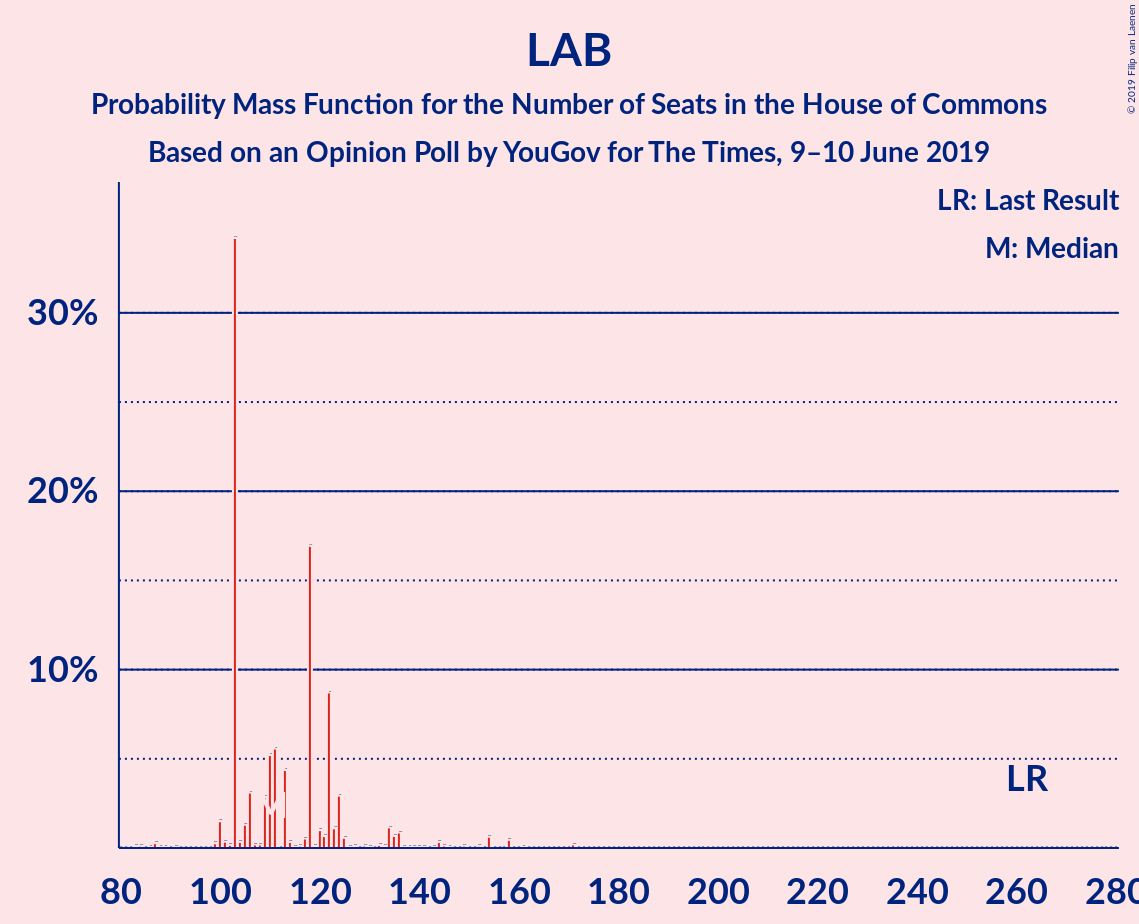 LAB
Probability Mass Function for the Number of Seats in the House of Commons
Based on an Opinion Poll by YouGov for The Times, 9–10 June 2019
© 2019 Filip van Laenen
LR: Last Result
M: Median
30%
20%
10%
LR
80 100 120 140 160 180 200 220 240 260 280